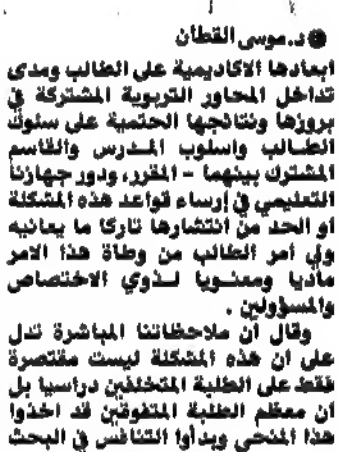 ● د. موسى القطان
ابعادها الاكاديمية على الطالب ومدى
تداخل المحاور التربوية المشتركة في
بروزها ونتائجها الحتمية على سلوك
الطالب واسلوب المدرس والقاسم
المشترك بينهما - المقرر، ودور جهازنا
التعليمي في إرساء قواعد هذه المشكلة
او الحد من انتشارها تاركا ما يعانيه
ولي أمر الطالب من وطاة هذا الامر
ماديا ومعنويا لذوي الاختصاص
والمسؤولين .
وقال أن ملاحظاتنا المباشرة تدل
على ان هذه المشكلة ليست مقتصرة
فقط على الطلبة المتخلفين دراسيا بل
ان معظم الطلبة المتفوقين قد اخذوا
هذا المنحى وبدأوا التنافس في البحث